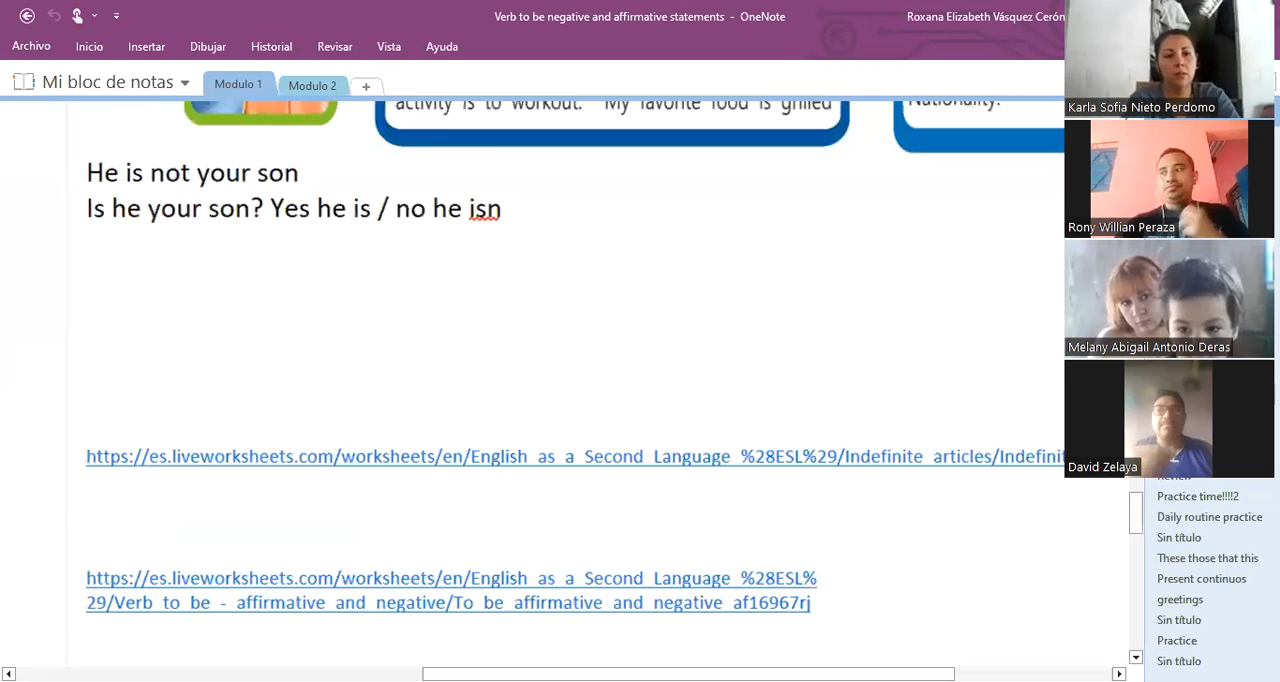 Verb to be negative and affirmative statements - OneNote
Roxana Elizabeth Vásquez Cerón
Archivo Inicio Insertar Dibujar Historial Revisar Vista Ayuda
Mi bloc de notas Modulo 1 Modulo 2 +
activity is to workout. My favorite food is grilled
Nationality:
He is not your son
Is he your son? Yes he is / no he isn
https://es.liveworksheets.com/worksheets/en/English_as_a_Second_Language_%28ESL%29/Indefinite_articles/Indefinit
https://es.liveworksheets.com/worksheets/en/English_as_a_Second_Language_%28ESL%
29/Verb_to_be_-_affirmative_and_negative/To_be_affirmative_and_negative_af16967rj
Karla Sofia Nieto Perdomo
Rony Willian Peraza
Melany Abigail Antonio Deras
David Zelaya
Review
Practice time!!!!2
Daily routine practice
Sin título
These those that this
Present continuos
greetings
Sin título
Practice
Sin título